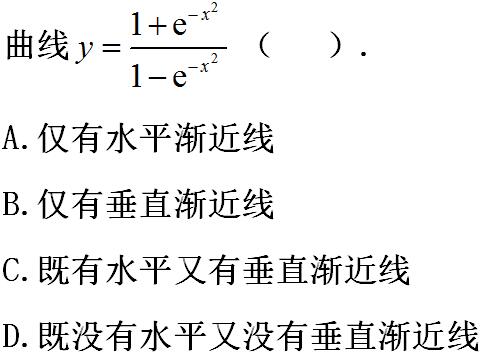 曲线 $y = \frac{1+\mathrm{e}^{-x^2}}{1-\mathrm{e}^{-x^2}}$ （　　）.
A.仅有水平渐近线
B.仅有垂直渐近线
C.既有水平又有垂直渐近线
D.既没有水平又没有垂直渐近线